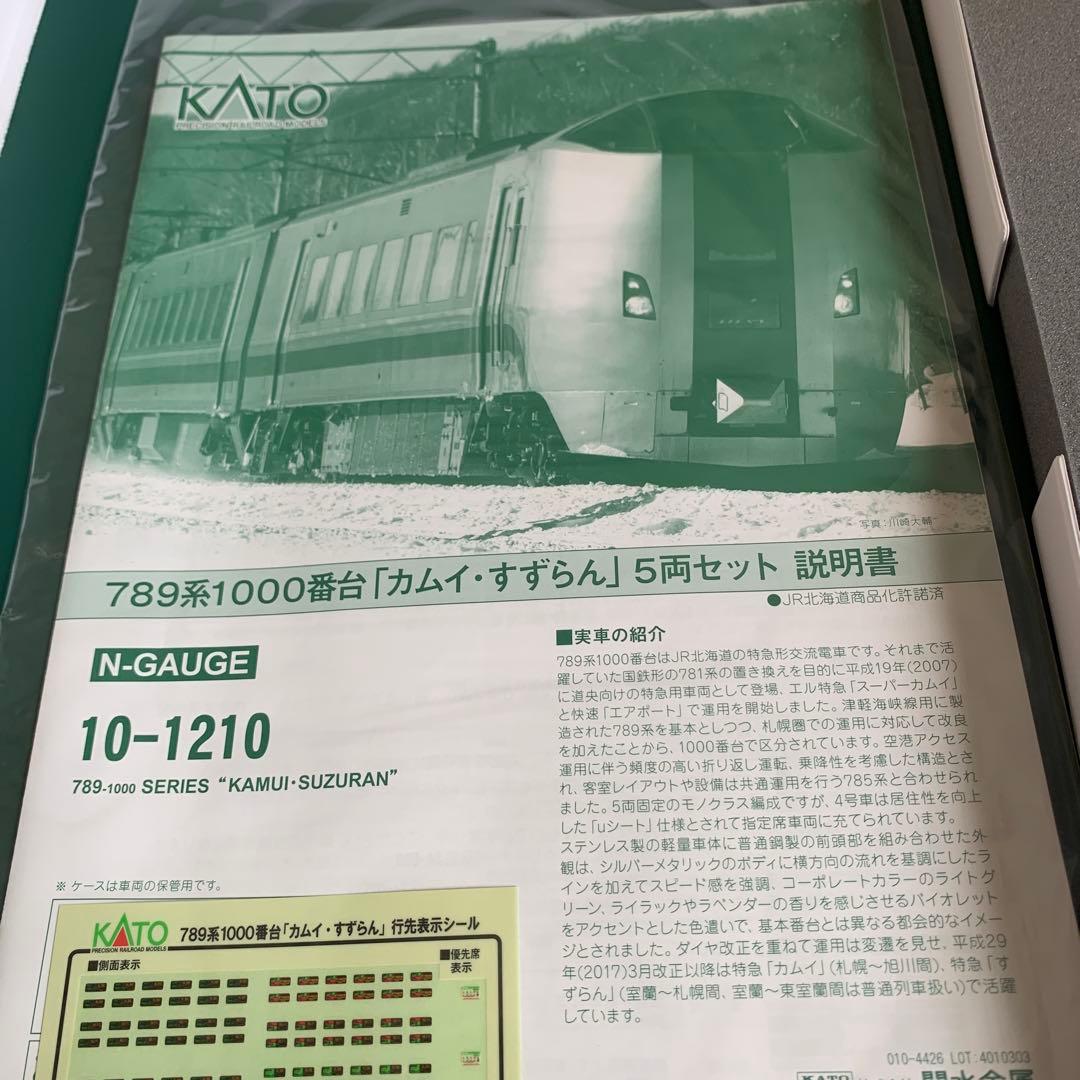 KATO
PRECISION RAILROAD MODELS
写真：川崎大輔
789系1000番台「カムイ・すずらん」5両セット 説明書
●JR北海道商品化許諾済
N-GAUGE
10-1210
789-1000 SERIES “KAMUI・SUZURAN”
■実車の紹介
789系1000番台はJR北海道の特急形交流電車です。それまで活
躍していた国鉄形の781系の置き換えを目的に平成19年(2007)
に道央向けの特急用車両として登場、エル特急「スーパーカムイ」
と快速「エアポート」で運用を開始しました。津軽海峡線用に製
造された789系を基本としつつ、札幌圏での運用に対応して改良
を加えたことから、1000番台で区分されています。空港アクセス
運用に伴う頻度の高い折り返し運転、乗降性を考慮した構造とさ
れ、客室レイアウトや設備は共通運用を行う785系と合わせられ
ました。5両固定のモノクラス編成ですが、4号車は居住性を向上
した「uシート」仕様とされて指定席車両に充てられています。
ステンレス製の軽量車体に普通鋼製の前頭部を組み合わせた外
観は、シルバーメタリックのボディに横方向の流れを基調にしたラ
インを加えてスピード感を強調、コーポレートカラーのライトグ
リーン、ライラックやラベンダーの香りを感じさせるバイオレット
をアクセントとした色遣いで、基本番台とは異なる都会的なイメー
ジとされました。ダイヤ改正を重ねて運用は変遷を見せ、平成29
年(2017)3月改正以降は特急「カムイ」(札幌～旭川間)、特急「す
ずらん」(室蘭～札幌間、室蘭～東室蘭間は普通列車扱い)で活躍
しています。
※ ケースは車両の保管用です。
KATO
PRECISION RAILROAD MODELS
789系1000番台「カムイ・すずらん」行先表示シール
■側面表示
■優先席
表示
010-4426 LOT:4010303
KATO
関水金属